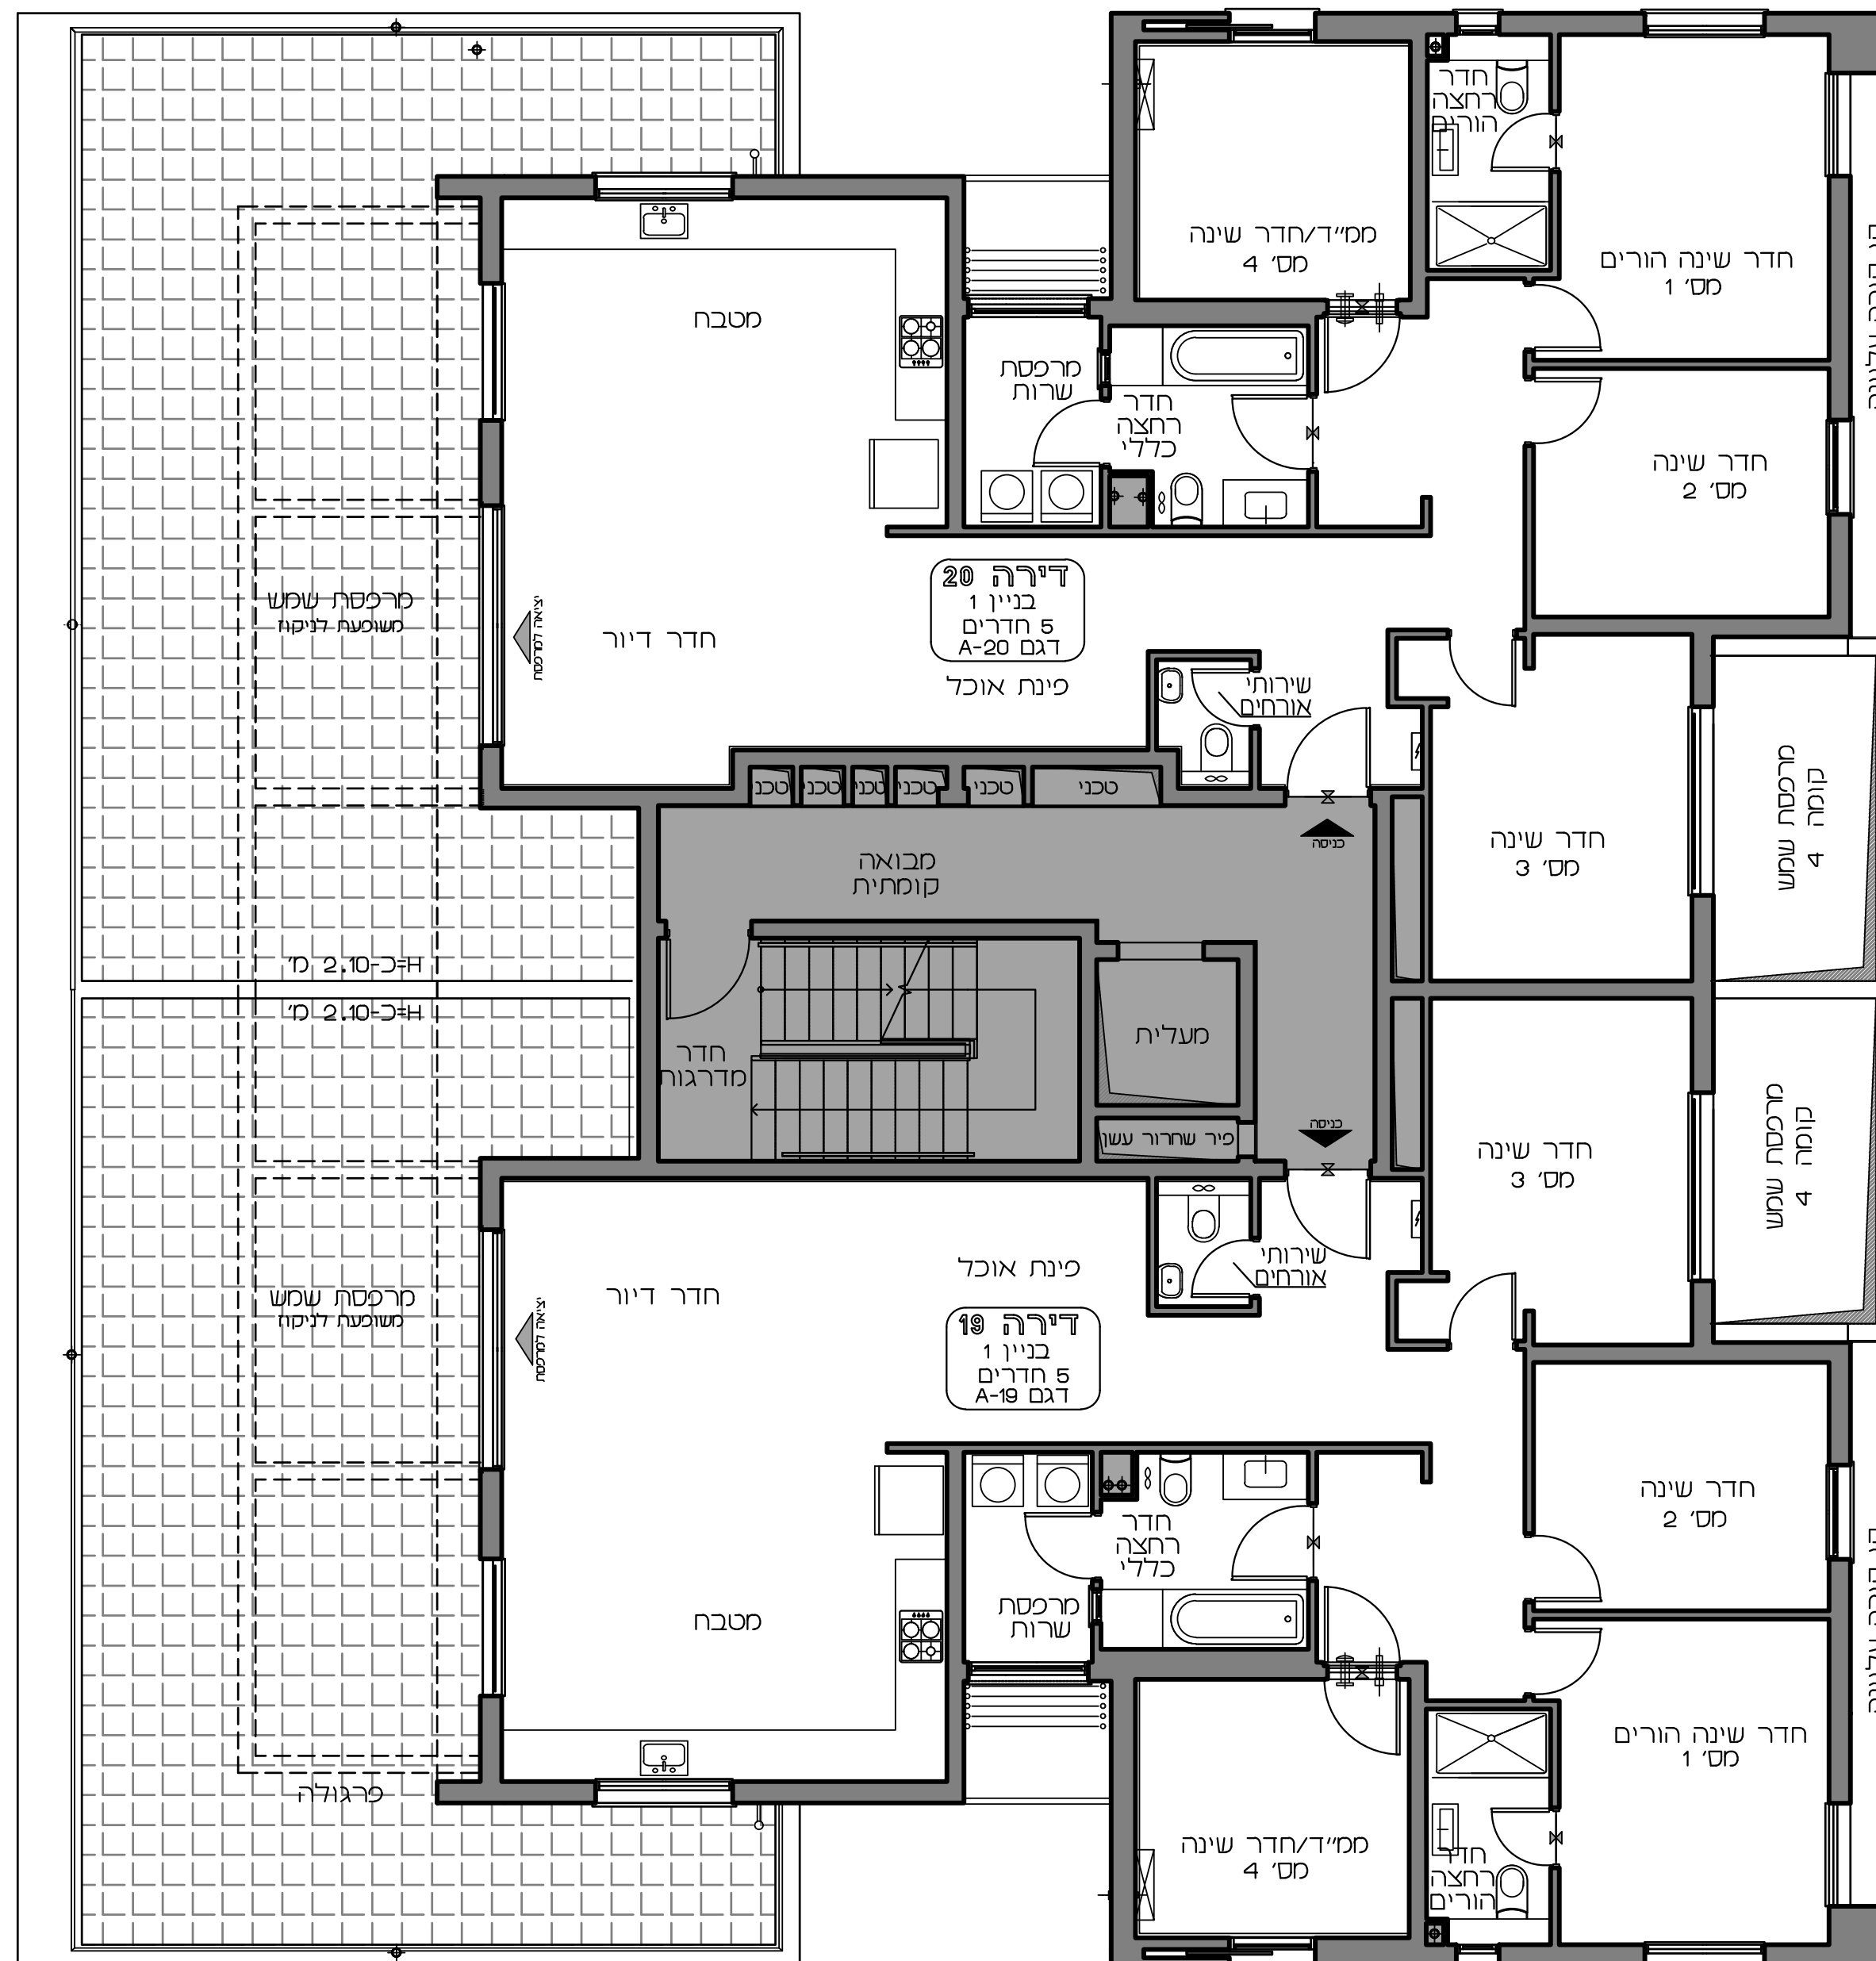 חדר
רחצה
הורים
ממ״ד/חדר שינה
מס׳ 4
חדר שינה הורים
מס׳ 1
מטבח
מרפסת
שרות
חדר
רחצה
כללי
חדר שינה
מס׳ 2
דירה 20
בניין 1
5 חדרים
דגם A-20
מרפסת שמש
משופעת לניקוז
יציאה למרפסת
חדר דיור
פינת אוכל
שירותי
אורחים
טכני
טכני
טכני
טכני
טכני
טכני
חדר שינה
מס׳ 3
מרפסת שמש
קומה
4
כניסה
מבואה
קומתית
H=כ-2.10 מ׳
H=כ-2.10 מ׳
חדר
מדרגות
מעלית
פיר שחרור עשן
כניסה
חדר שינה
מס׳ 3
מרפסת שמש
קומה
4
שירותי
אורחים
פינת אוכל
חדר דיור
יציאה למרפסת
מרפסת שמש
משופעת לניקוז
דירה 19
בניין 1
5 חדרים
דגם A-19
חדר שינה
מס׳ 2
חדר
רחצה
כללי
מרפסת
שרות
מטבח
חדר שינה הורים
מס׳ 1
פרגולה
ממ״ד/חדר שינה
מס׳ 4
חדר
רחצה
הורים